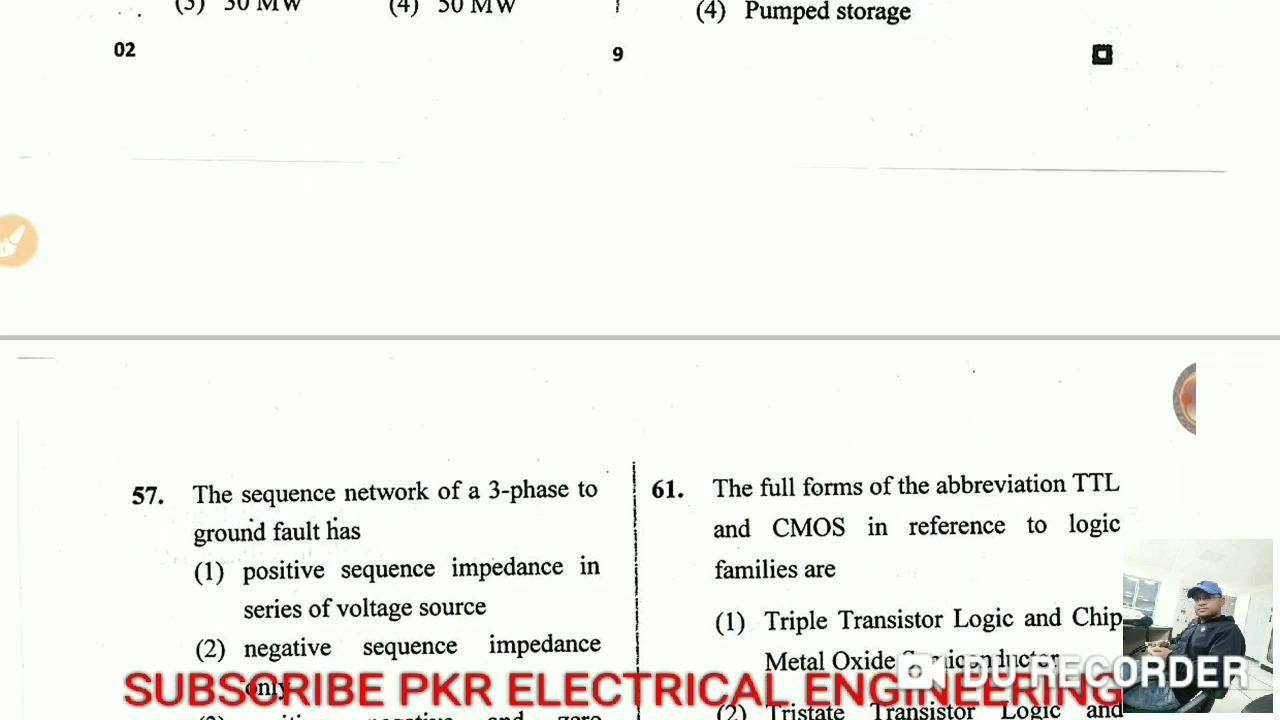 (3) 30 MW (4) 50 MW
(4) Pumped storage
02
9
57. The sequence network of a 3-phase to
ground fault has
(1) positive sequence impedance in
series of voltage source
(2) negative sequence impedance
only
61. The full forms of the abbreviation TTL
and CMOS in reference to logic
families are
(1) Triple Transistor Logic and Chip
Metal Oxide Semiconductor
(2) Tristate Transistor Logic and
DU RECORDER
SUBSCRIBE PKR ELECTRICAL ENGINEERING